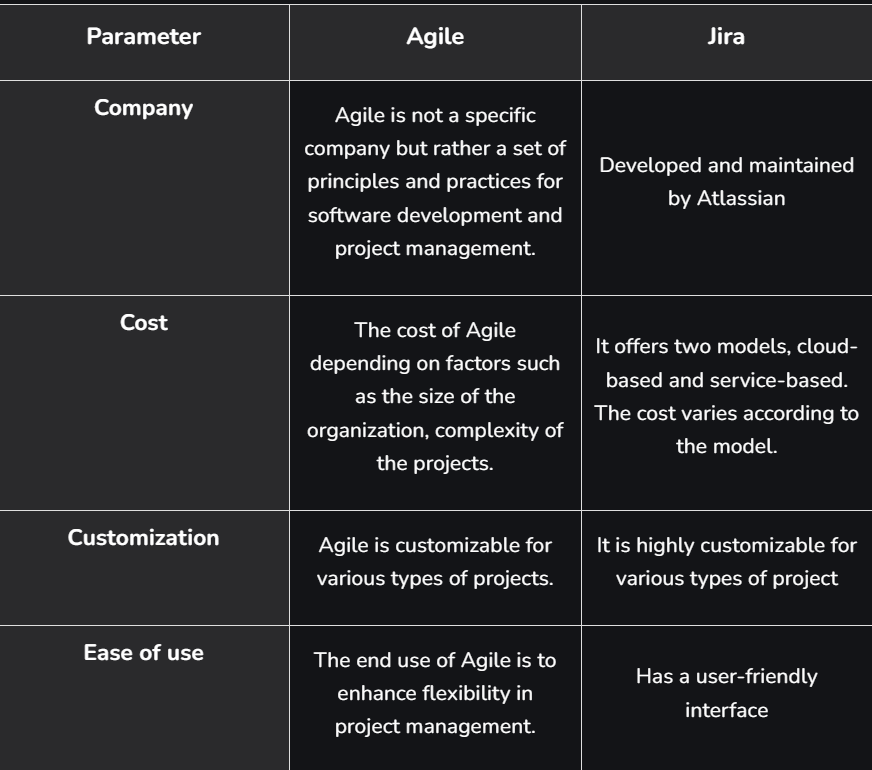 Parameter
Agile
Jira
Company
Agile is not a specific
company but rather a set of
principles and practices for
software development and
project management.
Developed and maintained
by Atlassian
Cost
The cost of Agile
depending on factors such
as the size of the
organization, complexity of
the projects.
It offers two models, cloud-
based and service-based.
The cost varies according to
the model.
Customization
Agile is customizable for
various types of projects.
It is highly customizable for
various types of project
Ease of use
The end use of Agile is to
enhance flexibility in
project management.
Has a user-friendly
interface